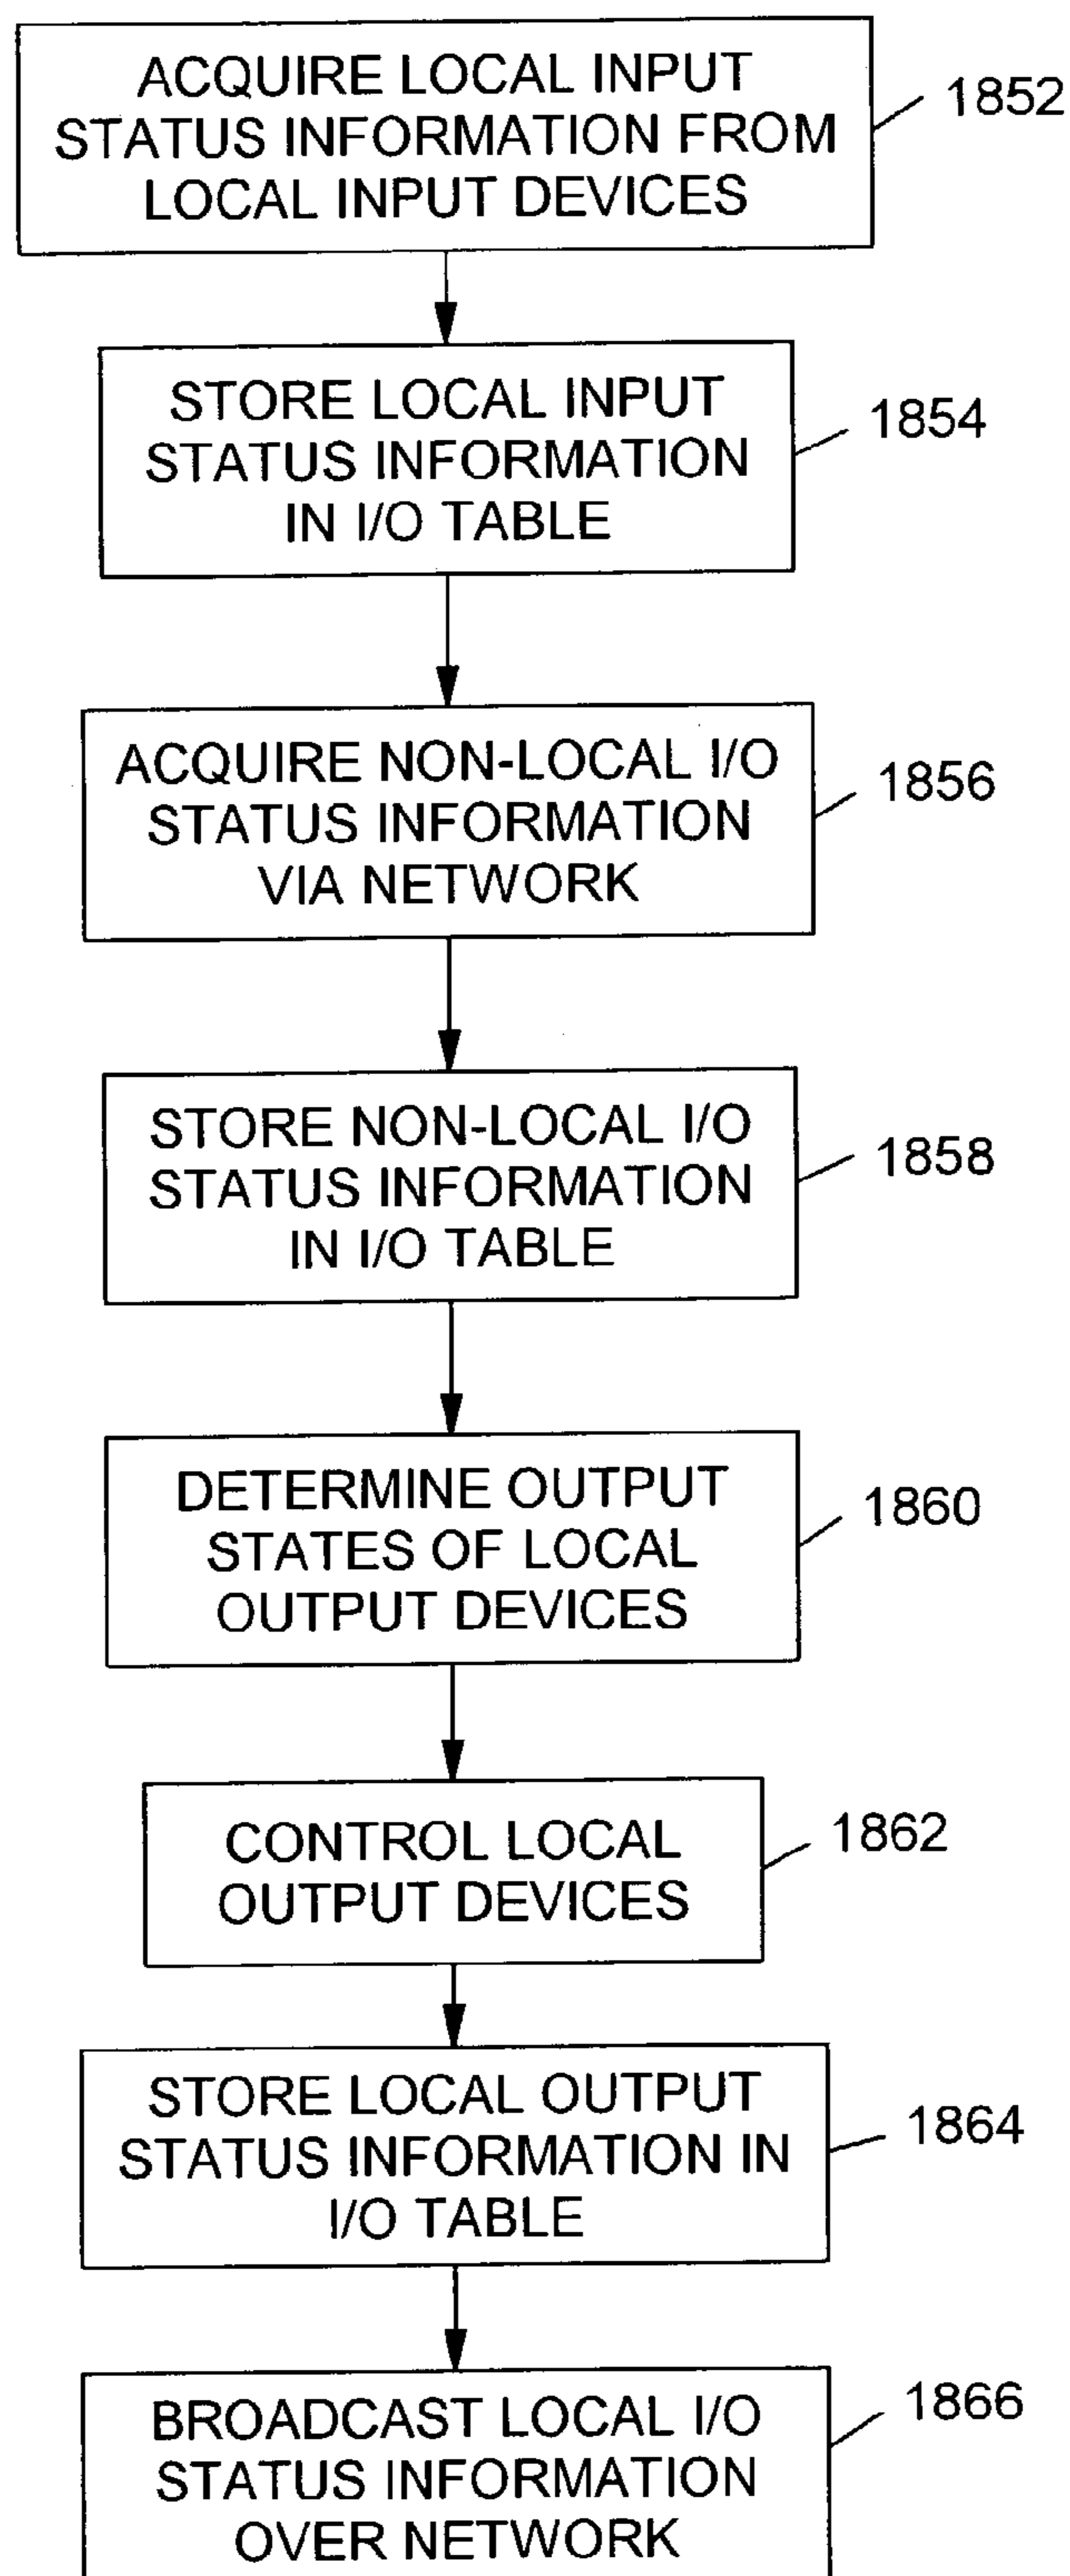 ACQUIRE LOCAL INPUT
STATUS INFORMATION FROM
LOCAL INPUT DEVICES
1852
STORE LOCAL INPUT
STATUS INFORMATION
IN I/O TABLE
1854
ACQUIRE NON-LOCAL I/O
STATUS INFORMATION
VIA NETWORK
1856
STORE NON-LOCAL I/O
STATUS INFORMATION
IN I/O TABLE
1858
DETERMINE OUTPUT
STATES OF LOCAL
OUTPUT DEVICES
1860
CONTROL LOCAL
OUTPUT DEVICES
1862
STORE LOCAL OUTPUT
STATUS INFORMATION IN
I/O TABLE
1864
BROADCAST LOCAL I/O
STATUS INFORMATION
OVER NETWORK
1866